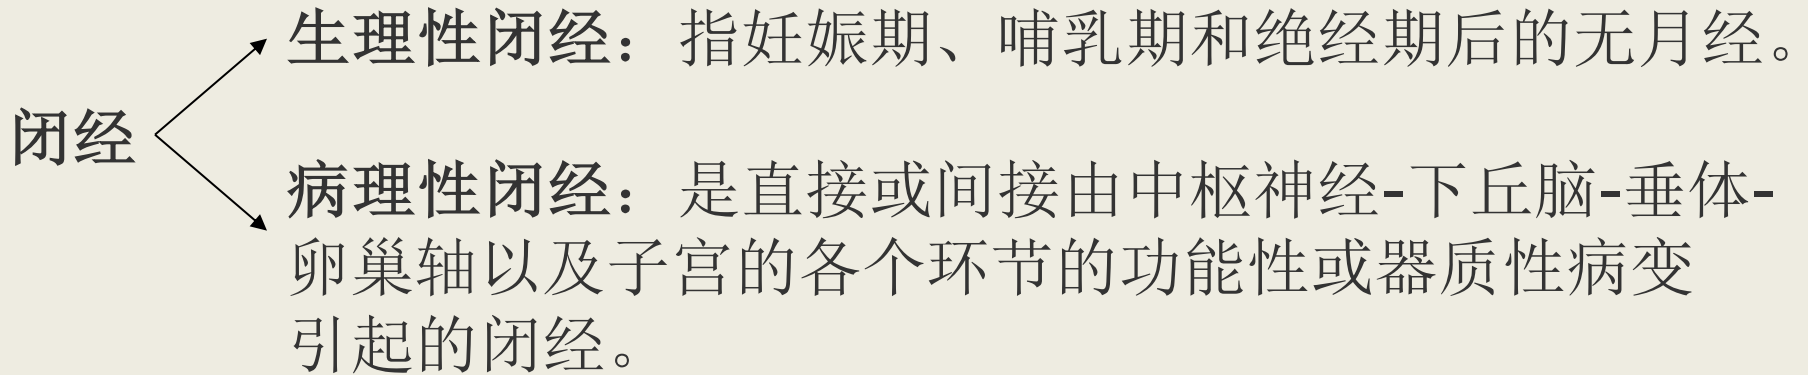 生理性闭经：指妊娠期、哺乳期和绝经期后的无月经。
闭经
病理性闭经：是直接或间接由中枢神经-下丘脑-垂体-
卵巢轴以及子宫的各个环节的功能性或器质性病变
引起的闭经。